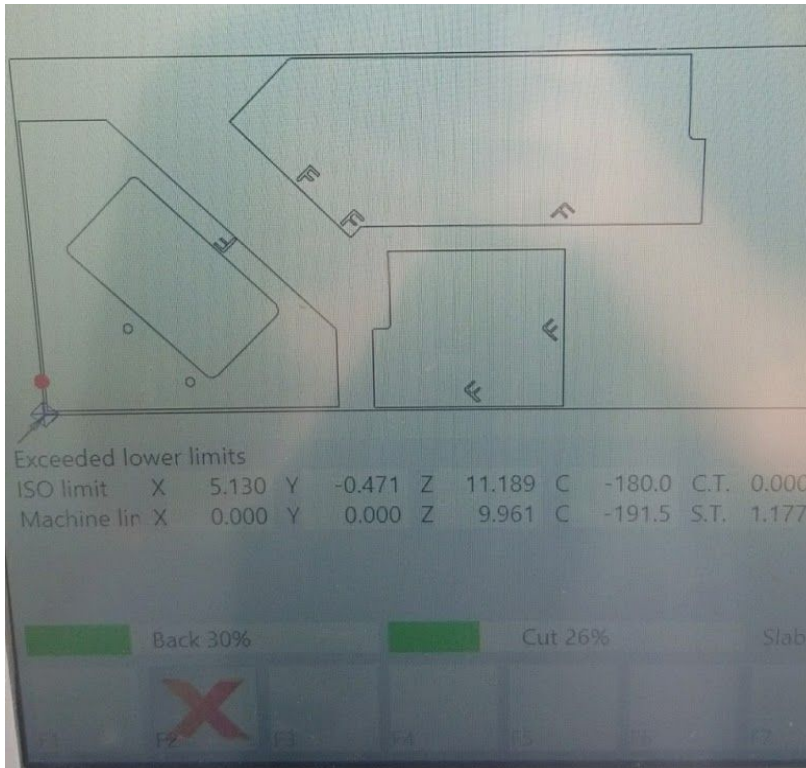 F
F
F
F
F
F
Exceeded lower limits
ISO limit X 5.130 Y -0.471 Z 11.189 C -180.0 C.T. 0.000
Machine lin X 0.000 Y 0.000 Z 9.961 C -191.5 S.T. 1.177
Back 30% Cut 26% Slab
F1 F2 F3 F4 F5 F6 F7